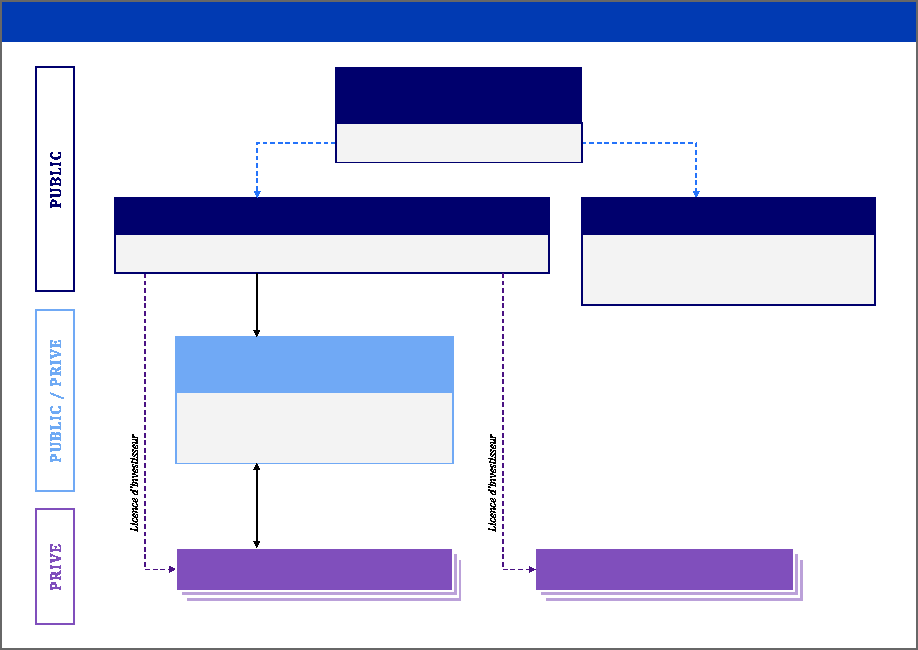 PUBLIC
PUBLIC / PRIVE
PRIVE
Licence d'investisseur
Licence d'investisseur